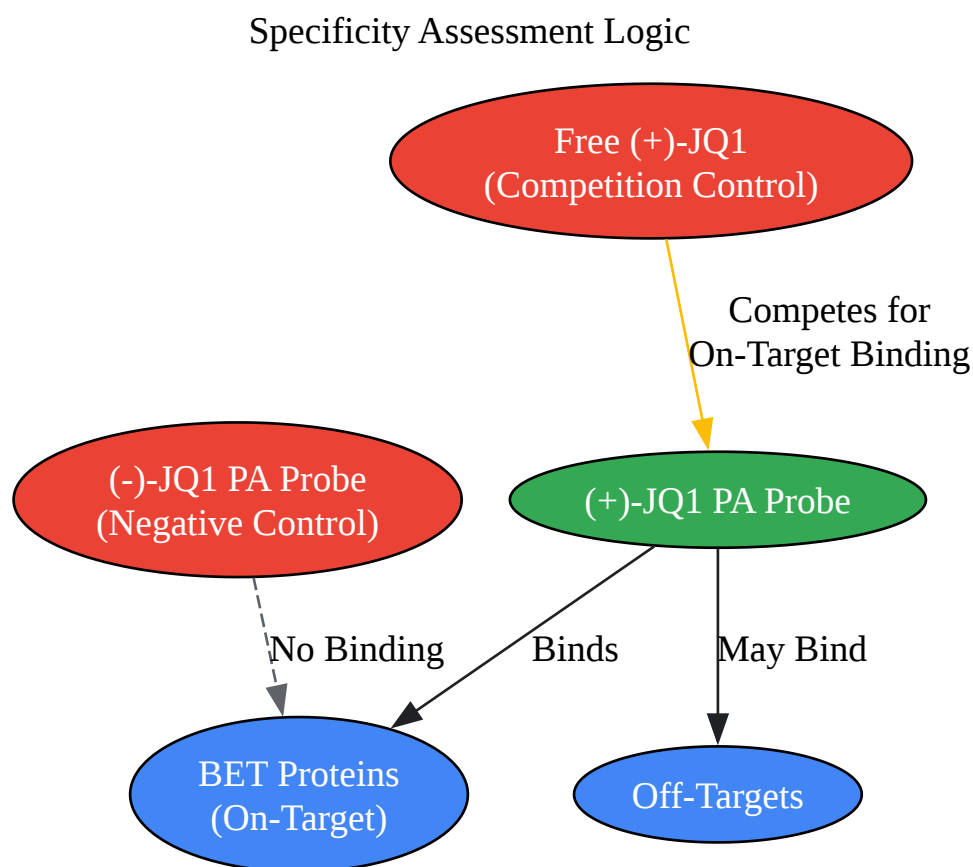 Specificity Assessment Logic
Free (+)-JQ1
(Competition Control)
Competes for
On-Target Binding
(-)-JQ1 PA Probe
(Negative Control)
(+)-JQ1 PA Probe
No Binding
Binds
May Bind
BET Proteins
(On-Target)
Off-Targets